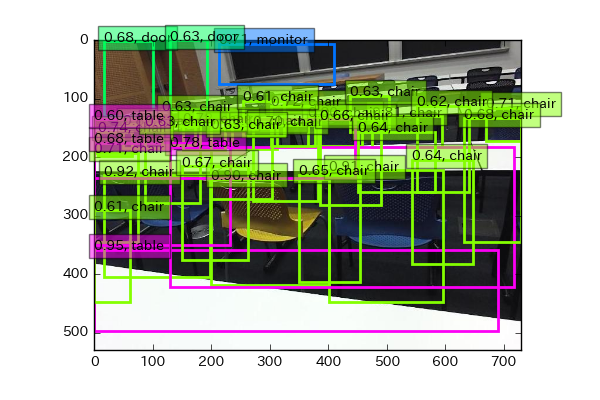 0
100
200
300
400
500
0.68, door
0.63, door
monitor
0.61, chair
0.63, chair
0.62, chair
0.71, chair
0.63, chair
0.60, table
0.66, chair
0.68, chair
0.63, chair
0.63, chair
0.64, chair
0.68, table
0.78, table
0.67, chair
0.64, chair
0.92, chair
0.65, chair
0.61, chair
0.95, table
0 100 200 300 400 500 600 700